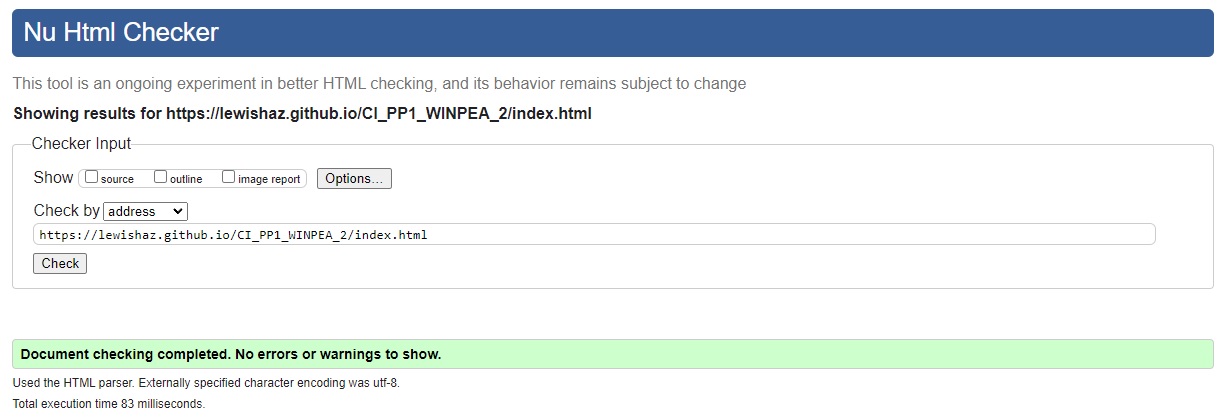 Nu Html Checker
This tool is an ongoing experiment in better HTML checking, and its behavior remains subject to change
Showing results for https://lewishaz.github.io/CI_PP1_WINPEA_2/index.html
Checker Input
Show source outline image report Options...
Check by address
https://lewishaz.github.io/CI_PP1_WINPEA_2/index.html
Check
Document checking completed. No errors or warnings to show.
Used the HTML parser. Externally specified character encoding was utf-8.
Total execution time 83 milliseconds.